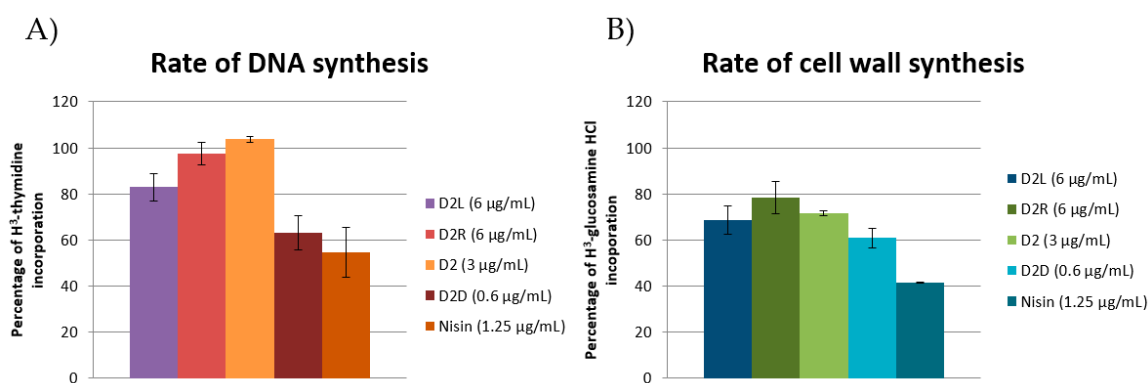 A)
Rate of DNA synthesis
Percentage of H³-thymidine
incorporation
120
100
80
60
40
20
0
D2L (6 µg/mL)
D2R (6 µg/mL)
D2 (3 µg/mL)
D2D (0.6 µg/mL)
Nisin (1.25 µg/mL)
B)
Rate of cell wall synthesis
Percentage of H³-glucosamine HCl
incoporation
120
100
80
60
40
20
0
D2L (6 µg/mL)
D2R (6 µg/mL)
D2 (3 µg/mL)
D2D (0.6 µg/mL)
Nisin (1.25 µg/mL)